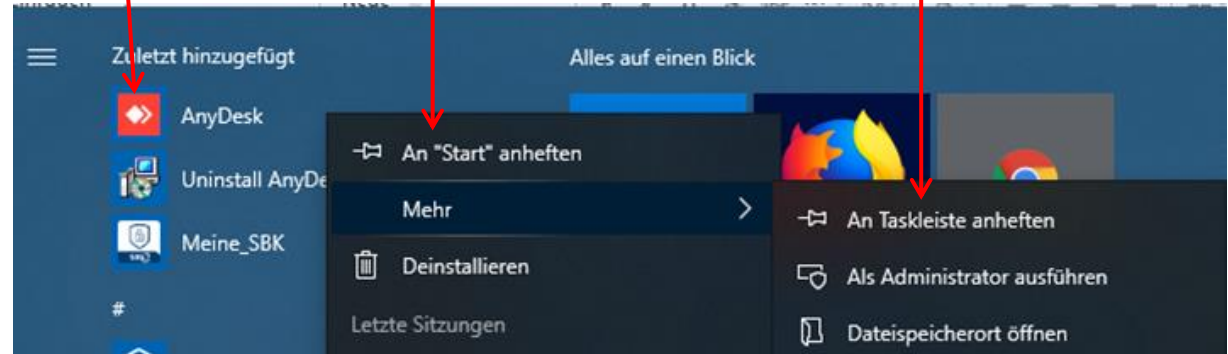 Zuletzt hinzugefügt
Alles auf einen Blick
AnyDesk
An "Start" anheften
Uninstall AnyDe
Mehr
An Taskleiste anheften
Meine_SBK
Deinstallieren
Als Administrator ausführen
#
Letzte Sitzungen
Dateispeicherort öffnen